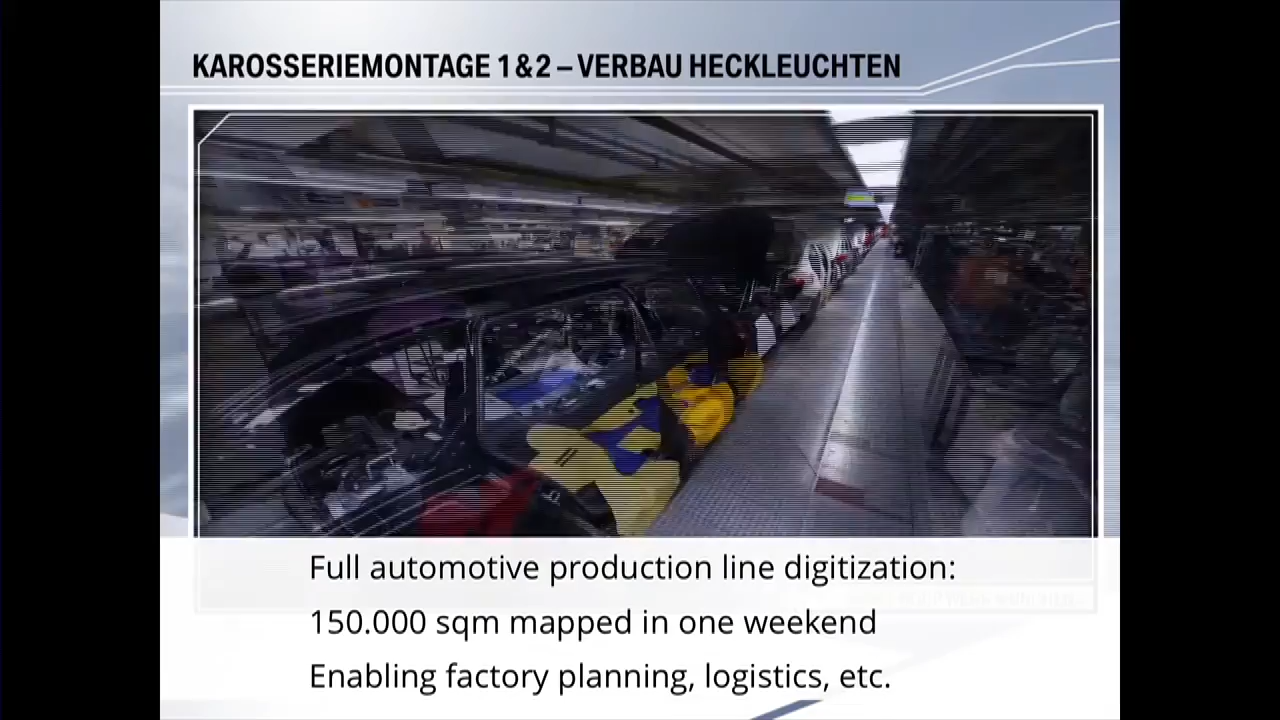 KAROSSERIEMONTAGE 1 & 2 – VERBAU HECKLEUCHTEN
Full automotive production line digitization:
150.000 sqm mapped in one weekend
Enabling factory planning, logistics, etc.